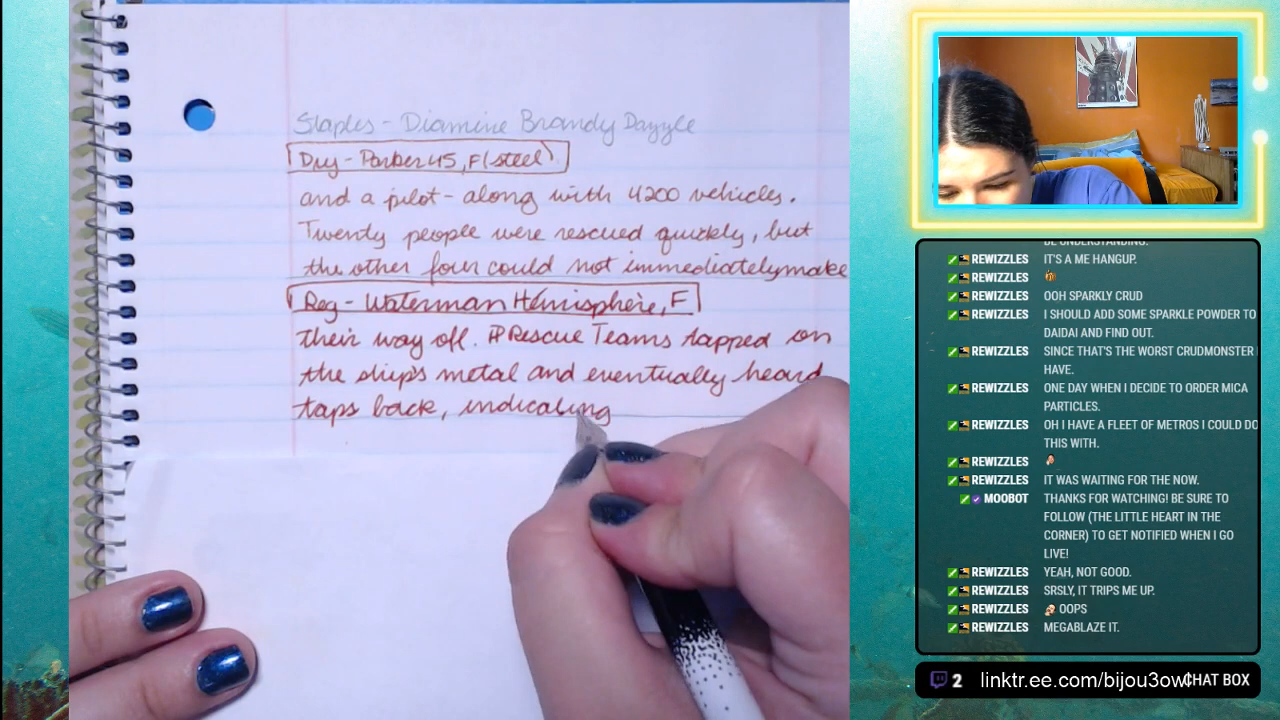 Staples - Diamine Brandy Dazzle
Dry - Parker 45, F (steel)
and a pilot - along with 4200 vehicles.
Twenty people were rescued quickly, but
the other four could not immediately make
Reg - Waterman Hémisphère, F
their way off. Rescue Teams tapped on
the ship's metal and eventually heard
taps back, indicating
BE UNDERSTANDING.
REWIZZLES IT'S A ME HANGUP.
REWIZZLES
REWIZZLES OOH SPARKLY CRUD
REWIZZLES I SHOULD ADD SOME SPARKLE POWDER TO
DAIDAI AND FIND OUT.
REWIZZLES SINCE THAT'S THE WORST CRUDMONSTER I
HAVE.
REWIZZLES ONE DAY WHEN I DECIDE TO ORDER MICA
PARTICLES.
REWIZZLES OH I HAVE A FLEET OF METROS I COULD DO
THIS WITH.
REWIZZLES
REWIZZLES IT WAS WAITING FOR THE NOW.
MOOBOT THANKS FOR WATCHING! BE SURE TO
FOLLOW (THE LITTLE HEART IN THE
CORNER) TO GET NOTIFIED WHEN I GO
LIVE!
REWIZZLES YEAH, NOT GOOD.
REWIZZLES SRSLY, IT TRIPS ME UP.
REWIZZLES OOPS
REWIZZLES MEGABLAZE IT.
2 linktr.ee.com/bijou3owl CHAT BOX